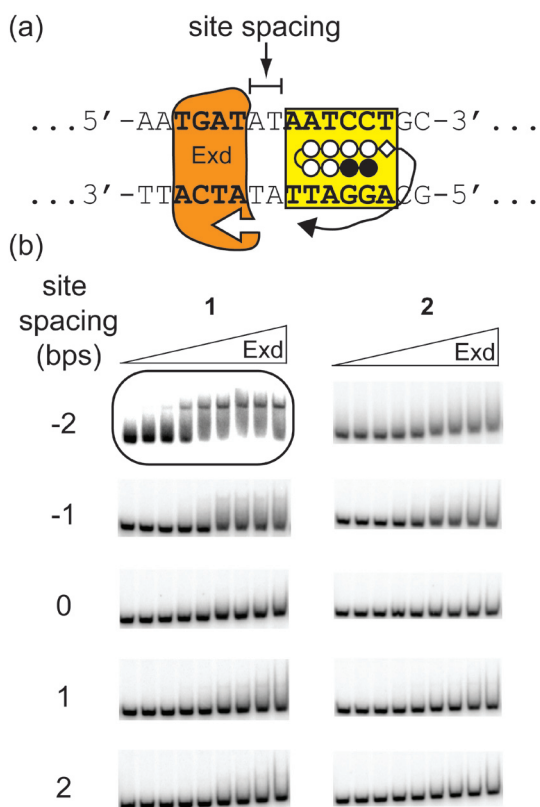 (a)
site spacing
...5'-AATGATATAATCCTGC-3'...
Exd
...3'-TTACTATATTAGGACG-5'...
(b)
site
spacing
(bps)
1
2
Exd
Exd
-2
-1
0
1
2